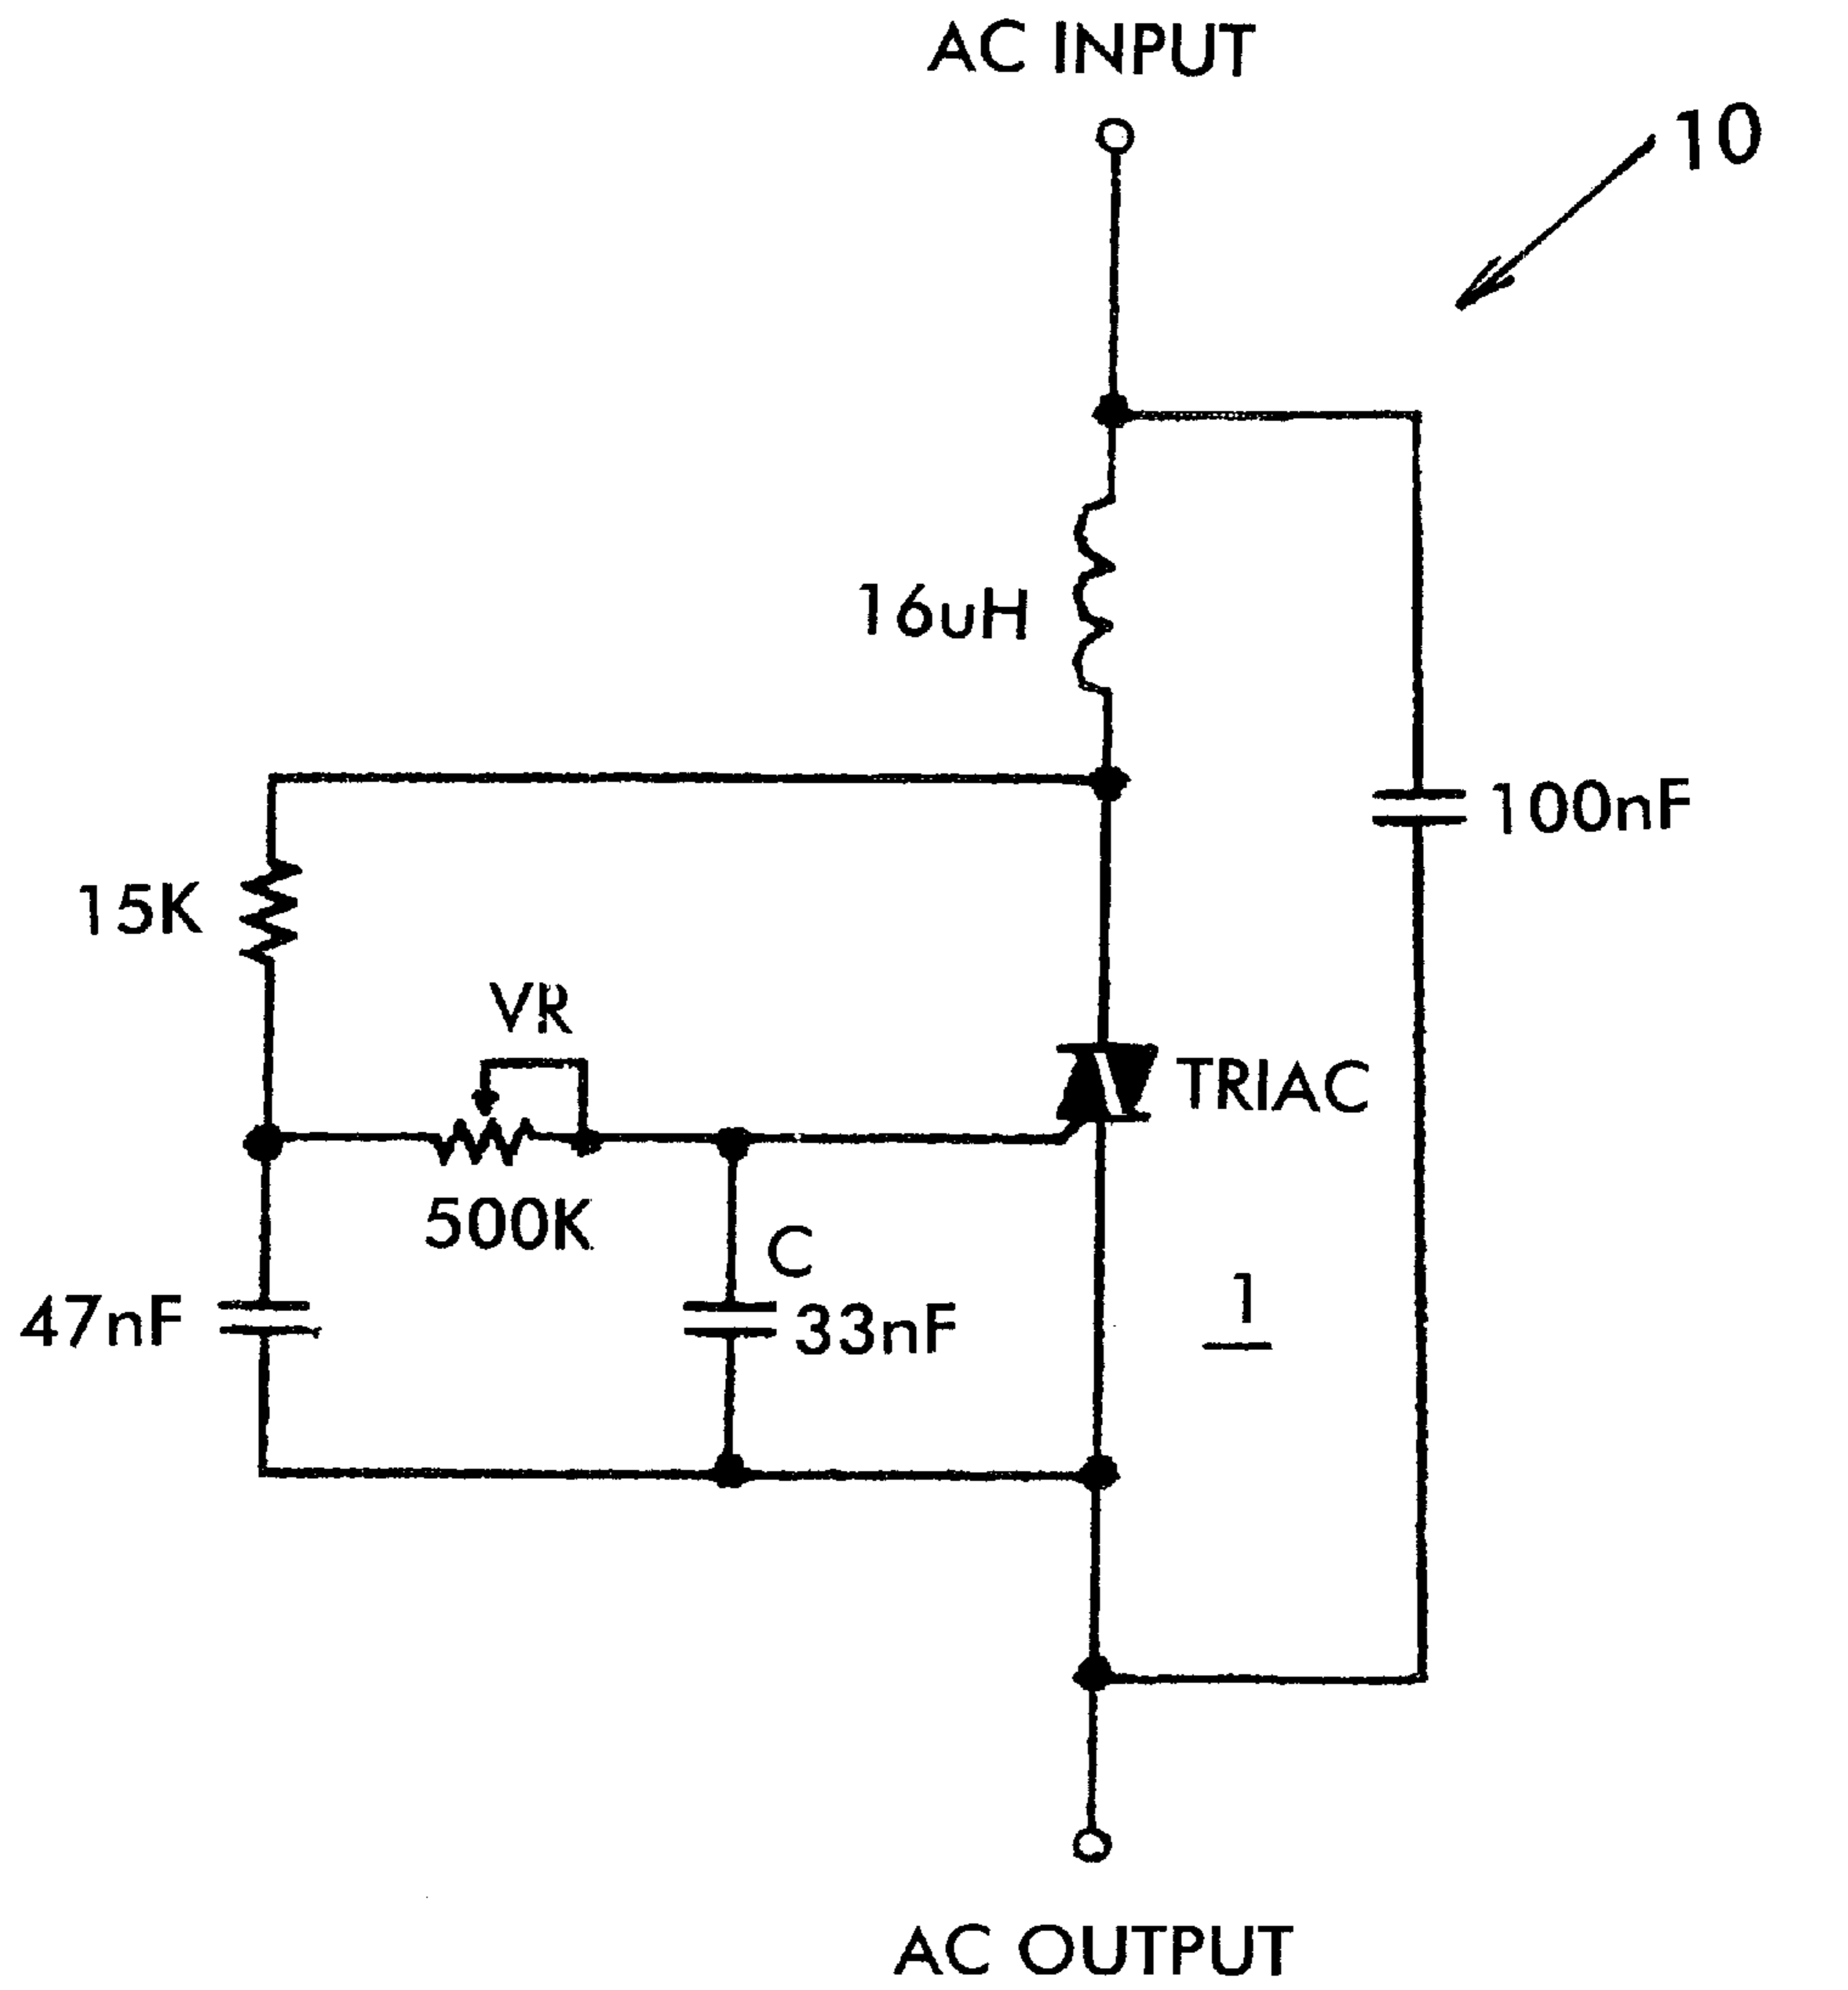 AC INPUT
10
16uH
100nF
15K
VR
TRIAC
500K
C
47nF
33nF
1
AC OUTPUT